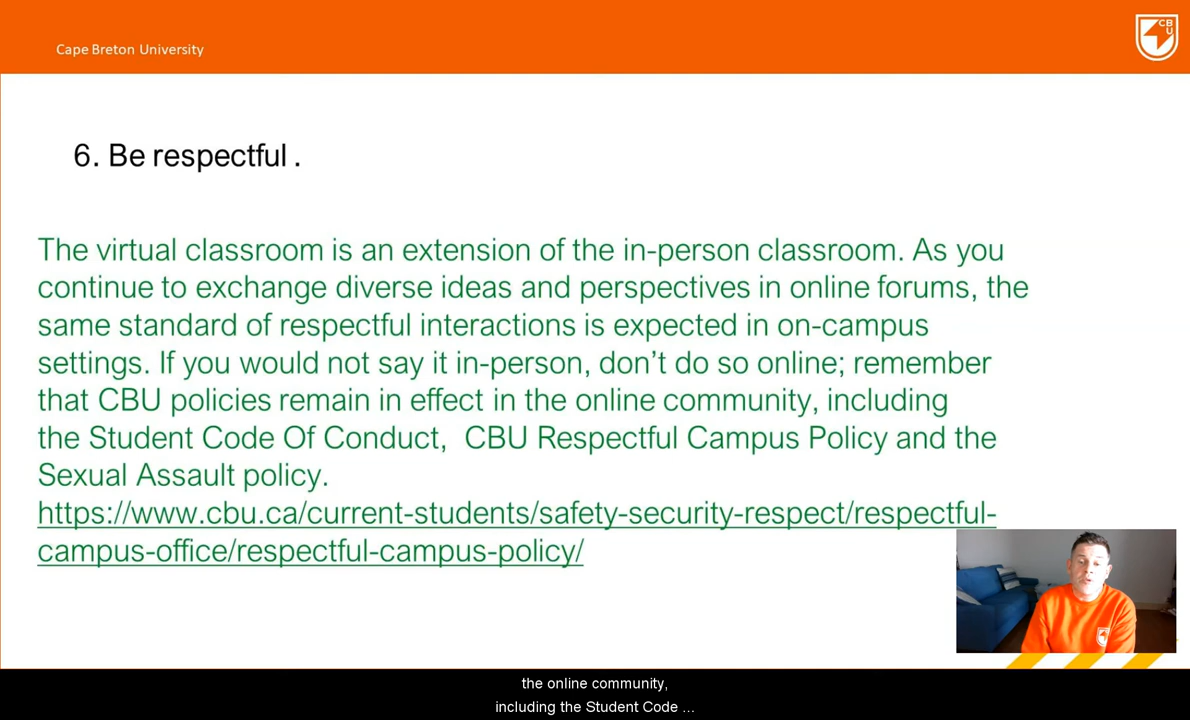 Cape Breton University
CB
U
6. Be respectful .
The virtual classroom is an extension of the in-person classroom. As you
continue to exchange diverse ideas and perspectives in online forums, the
same standard of respectful interactions is expected in on-campus
settings. If you would not say it in-person, don’t do so online; remember
that CBU policies remain in effect in the online community, including
the Student Code Of Conduct,  CBU Respectful Campus Policy and the
Sexual Assault policy.
https://www.cbu.ca/current-students/safety-security-respect/respectful-
campus-office/respectful-campus-policy/
the online community,
including the Student Code ...